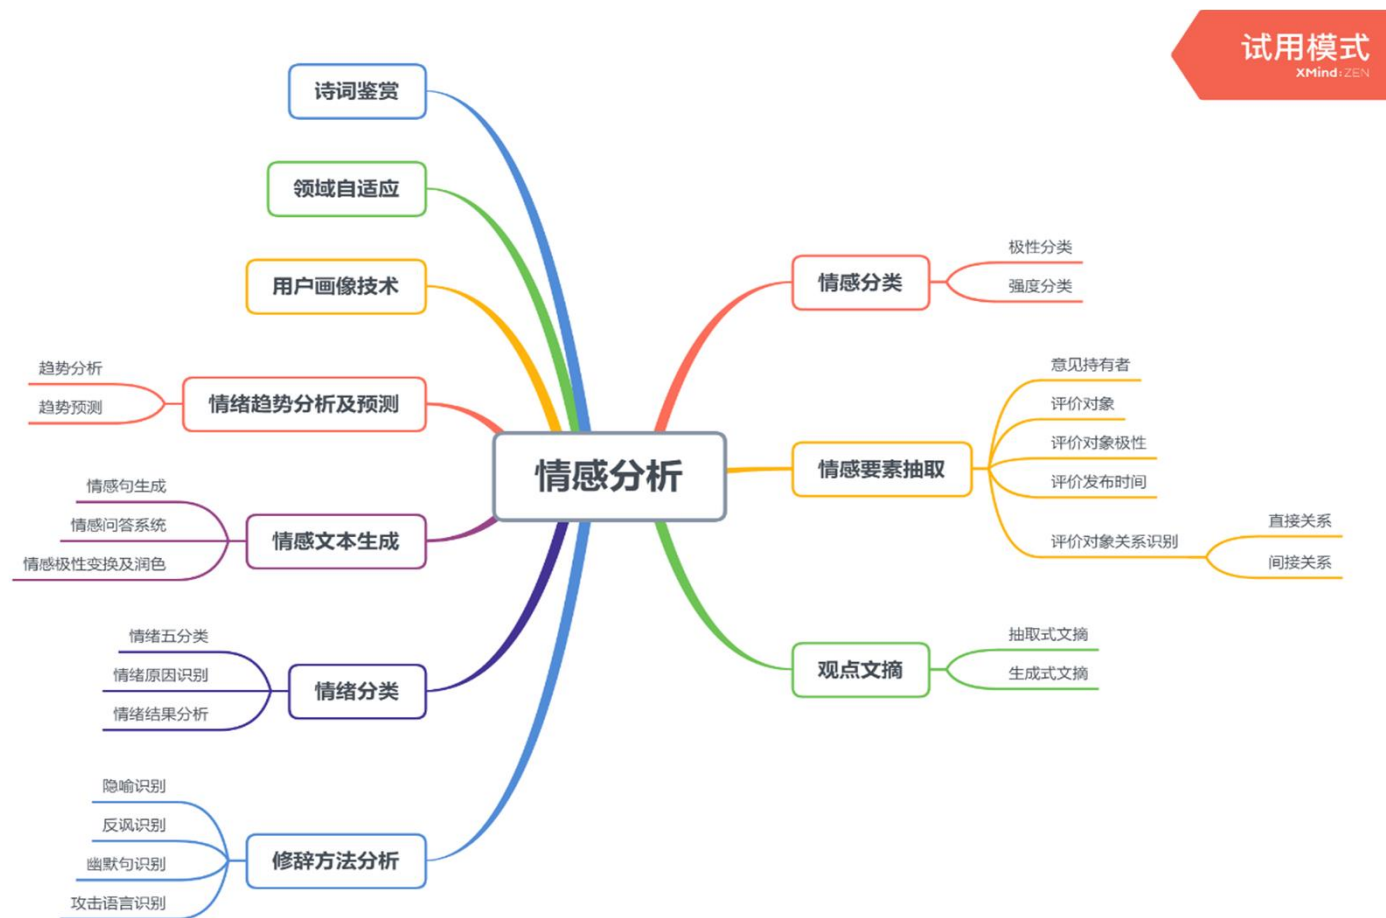 试用模式
XMind:ZEN
情感分析
情感分类
极性分类
强度分类
情感要素抽取
意见持有者
评价对象
评价对象极性
评价发布时间
评价对象关系识别
直接关系
间接关系
观点文摘
抽取式文摘
生成式文摘
诗词鉴赏
领域自适应
用户画像技术
情绪趋势分析及预测
趋势分析
趋势预测
情感文本生成
情感句生成
情感问答系统
情感极性变换及润色
情绪分类
情绪五分类
情绪原因识别
情绪结果分析
修辞方法分析
隐喻识别
反讽识别
幽默句识别
攻击语言识别